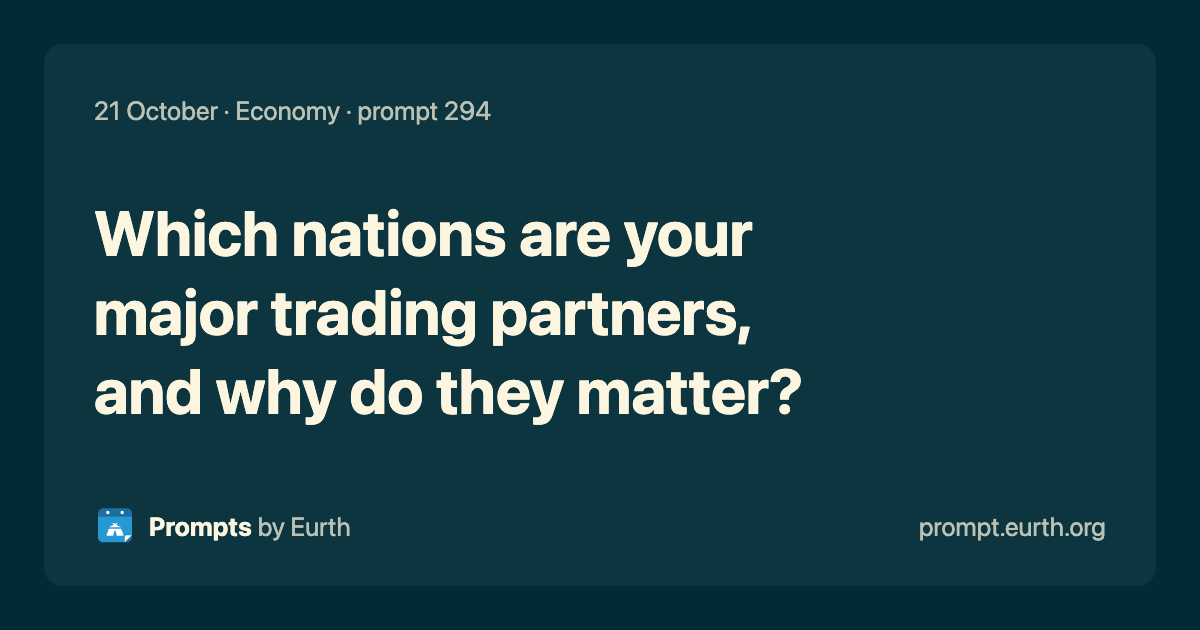 21 October · Economy · prompt 294
Which nations are your
major trading partners,
and why do they matter?
Prompts by Eurth
prompt.eurth.org